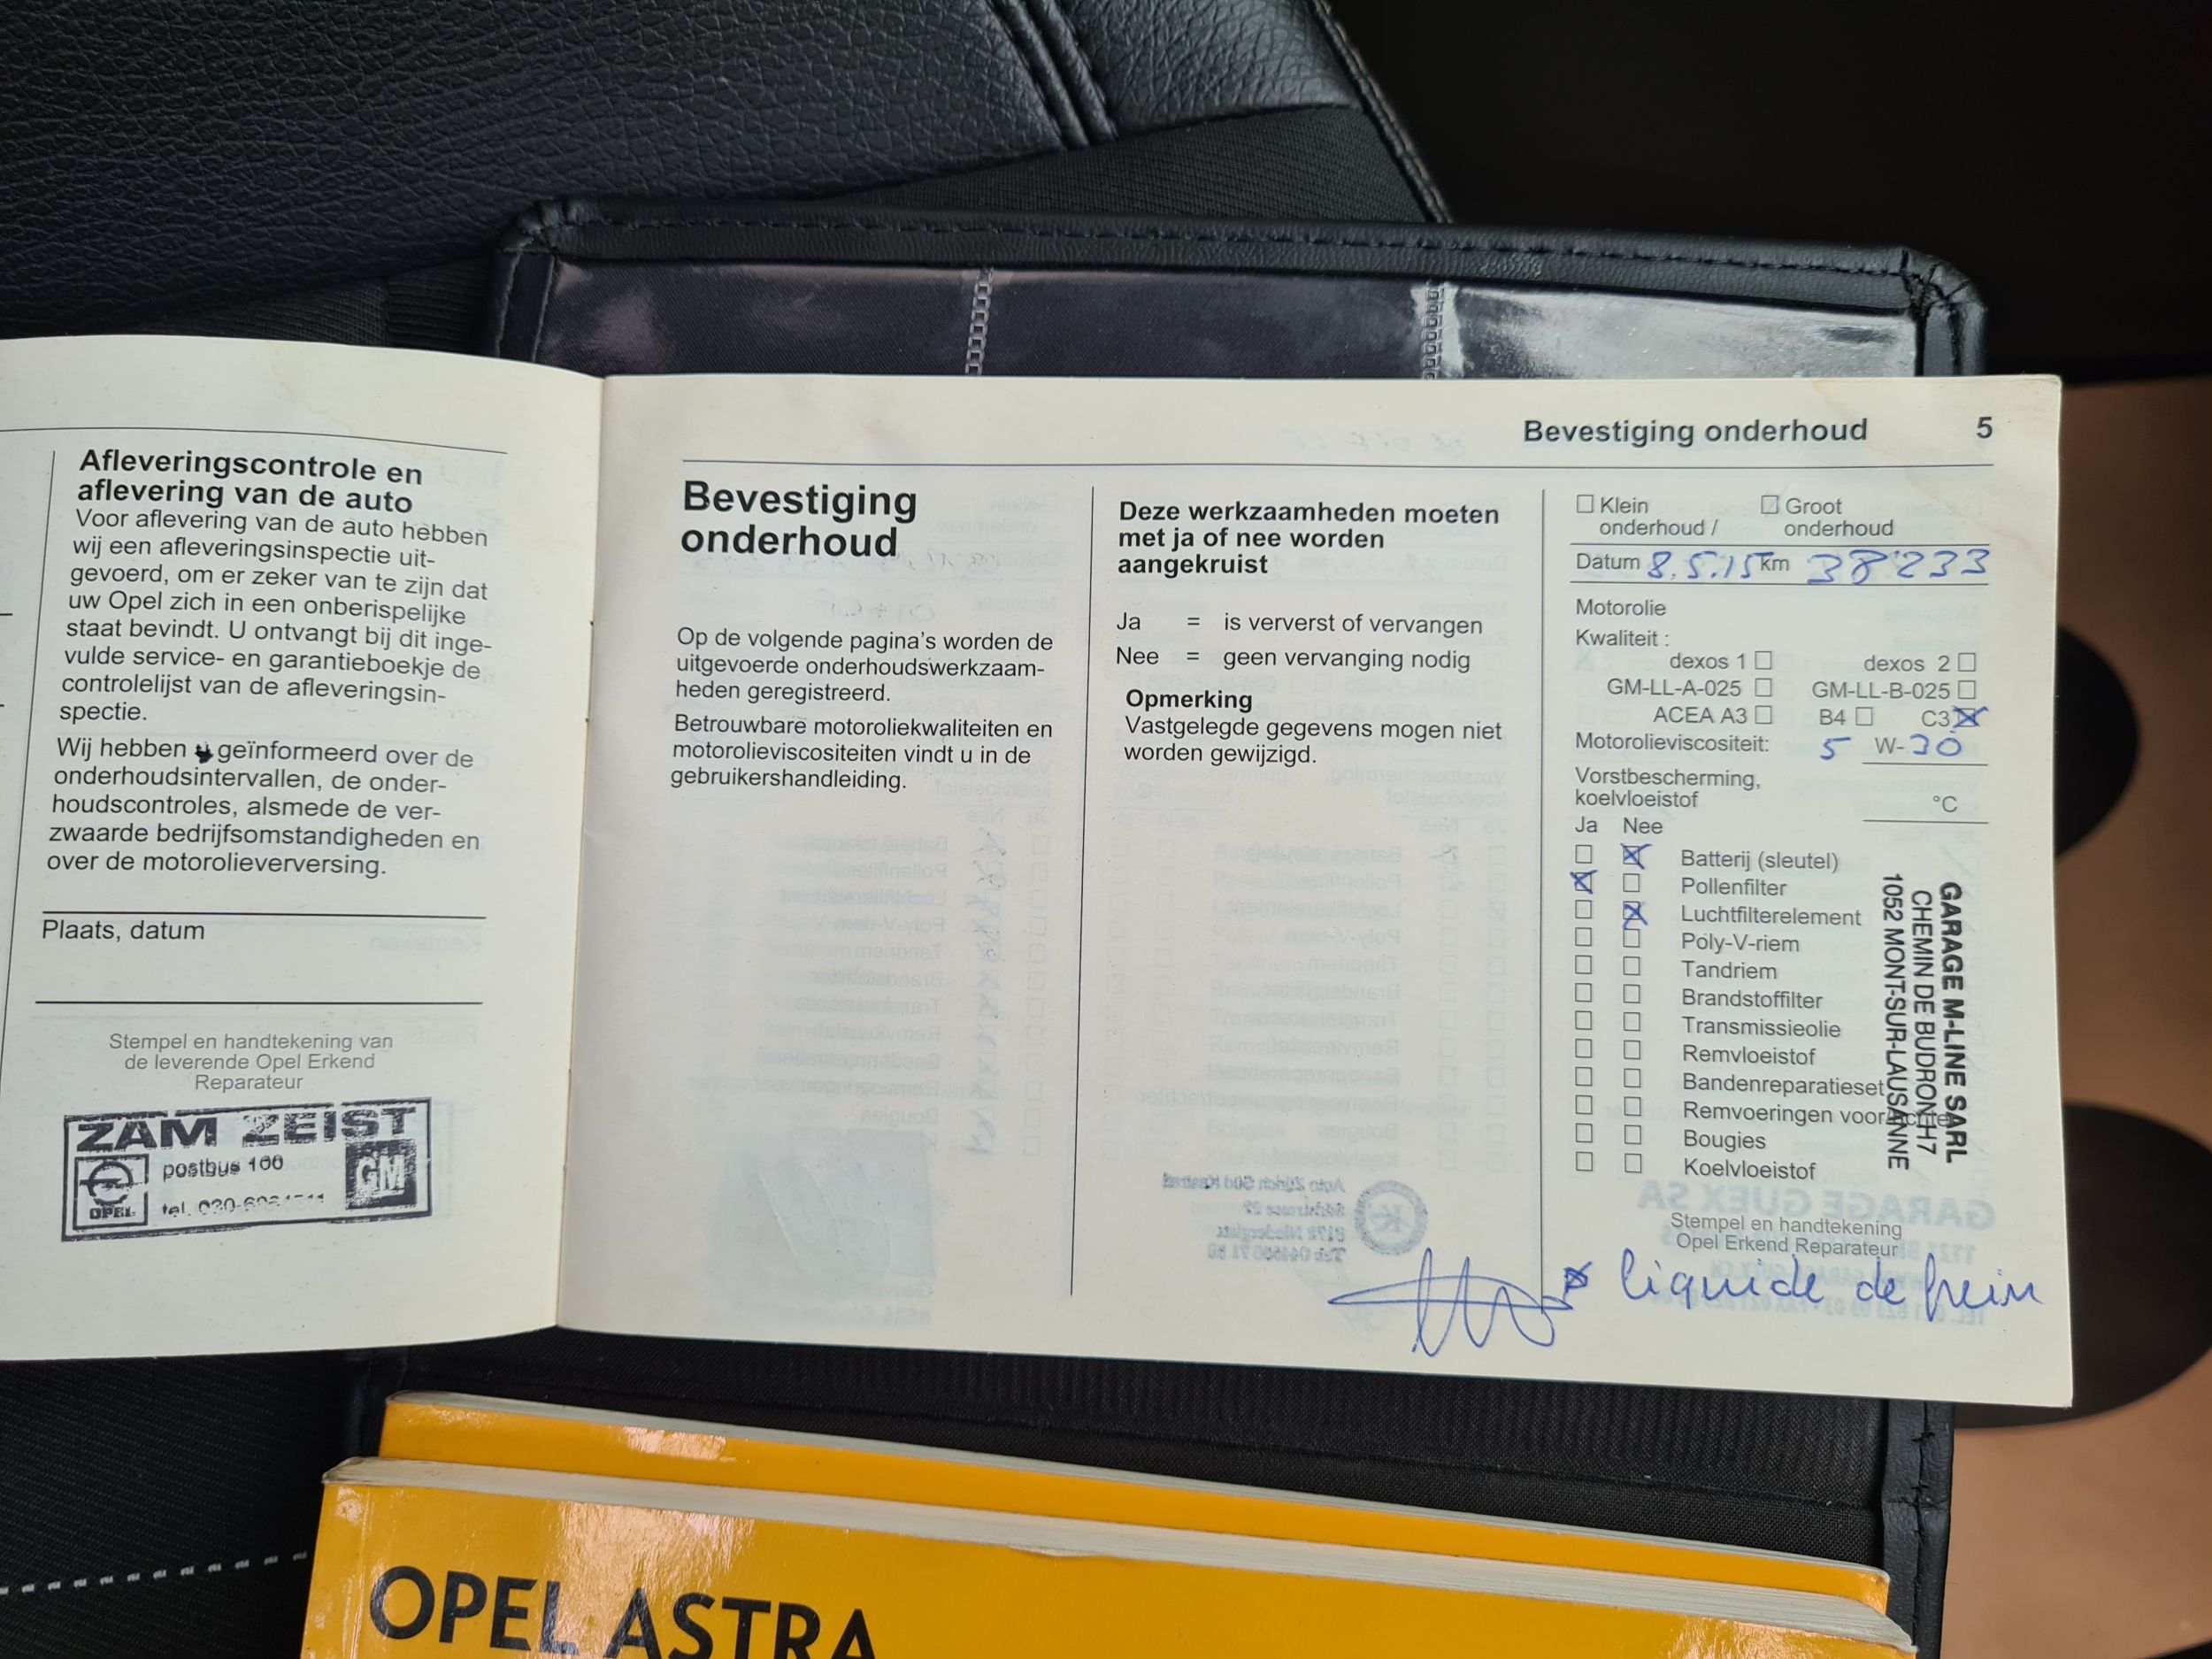 Afleveringscontrole en
aflevering van de auto
Voor aflevering van de auto hebben
wij een afleveringsinspectie uit-
gevoerd, om er zeker van te zijn dat
uw Opel zich in een onberispelijke
staat bevindt. U ontvangt bij dit inge-
vulde service- en garantieboekje de
controlelijst van de afleveringsin-
spectie.
Wij hebben u geïnformeerd over de
onderhoudsintervallen, de onder-
houdscontroles, alsmede de ver-
zwaarde bedrijfsomstandigheden en
over de motorolieverversing.
Plaats, datum
Stempel en handtekening van
de leverende Opel Erkend
Reparateur
ZAM ZEIST
postbus 100
OPEL
GM
tel. 030-
Bevestiging onderhoud 5
Bevestiging
onderhoud
Op de volgende pagina's worden de
uitgevoerde onderhoudswerkzaam-
heden geregistreerd.
Betrouwbare motoroliekwaliteiten en
motorolieviscositeiten vindt u in de
gebruikershandleiding.
Deze werkzaamheden moeten
met ja of nee worden
aangekruist
Ja = is ververst of vervangen
Nee = geen vervanging nodig
Opmerking
Vastgelegde gegevens mogen niet
worden gewijzigd.
Klein Groot
onderhoud / onderhoud
Datum 8.5.15 km 38'233
Motorolie
Kwaliteit :
dexos 1 dexos 2
GM-LL-A-025 GM-LL-B-025
ACEA A3 B4 C3
Motorolieviscositeit: 5 W-30
Vorstbescherming,
koelvloeistof °C
Ja Nee
Batterij (sleutel)
Pollenfilter
Luchtfilterelement
Poly-V-riem
Tandriem
Brandstoffilter
Transmissieolie
Remvloeistof
Bandenreparatieset
Remvoeringen voor/achter
Bougies
Koelvloeistof
GARAGE M-LINE SARL
CHEMIN DE BUDRON H7
1052 MONT-SUR-LAUSANNE
Stempel en handtekening
Opel Erkend Reparateur
liquide de frein
OPEL ASTRA